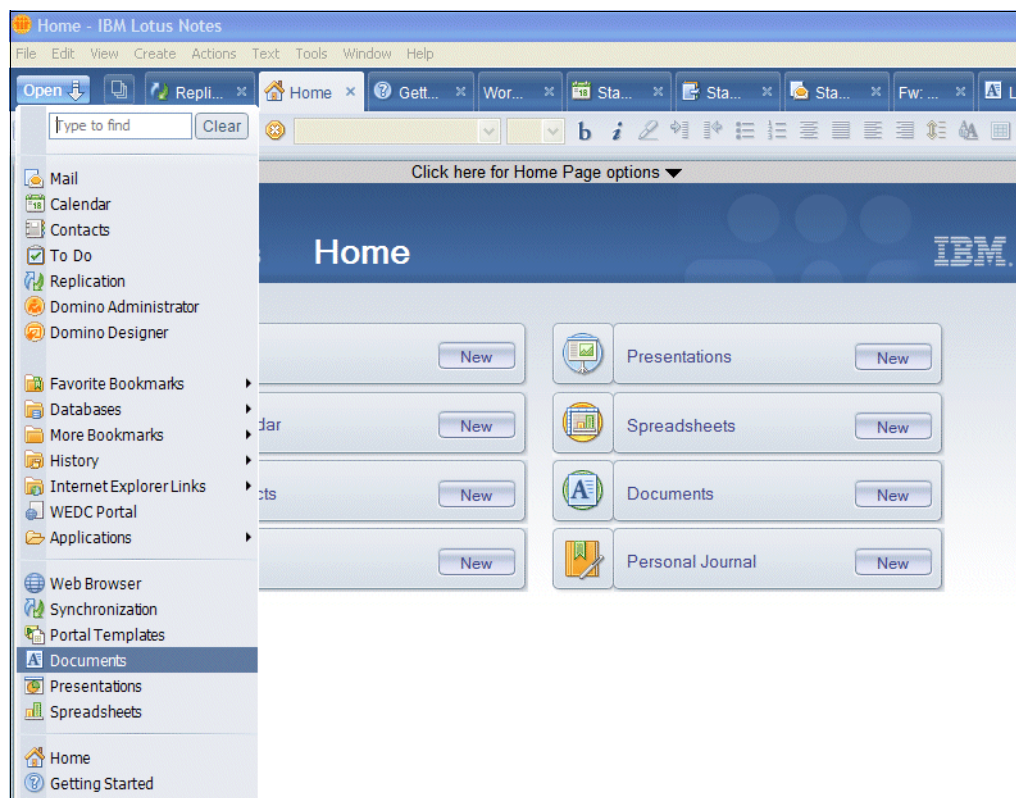 Home - IBM Lotus Notes
File Edit View Create Actions Text Tools Window Help
Open Repli... Home Gett... Wor... Sta... Sta... Sta... Fw: ... L
Type to find Clear
b i
Click here for Home Page options
Home IBM.
Mail
Calendar
Contacts
To Do
Replication
Domino Administrator
Domino Designer
Favorite Bookmarks
Databases
More Bookmarks
History
Internet Explorer Links
WEDC Portal
Applications
Web Browser
Synchronization
Portal Templates
Documents
Presentations
Spreadsheets
Home
Getting Started
New Presentations New
dar New Spreadsheets New
cts New Documents New
New Personal Journal New